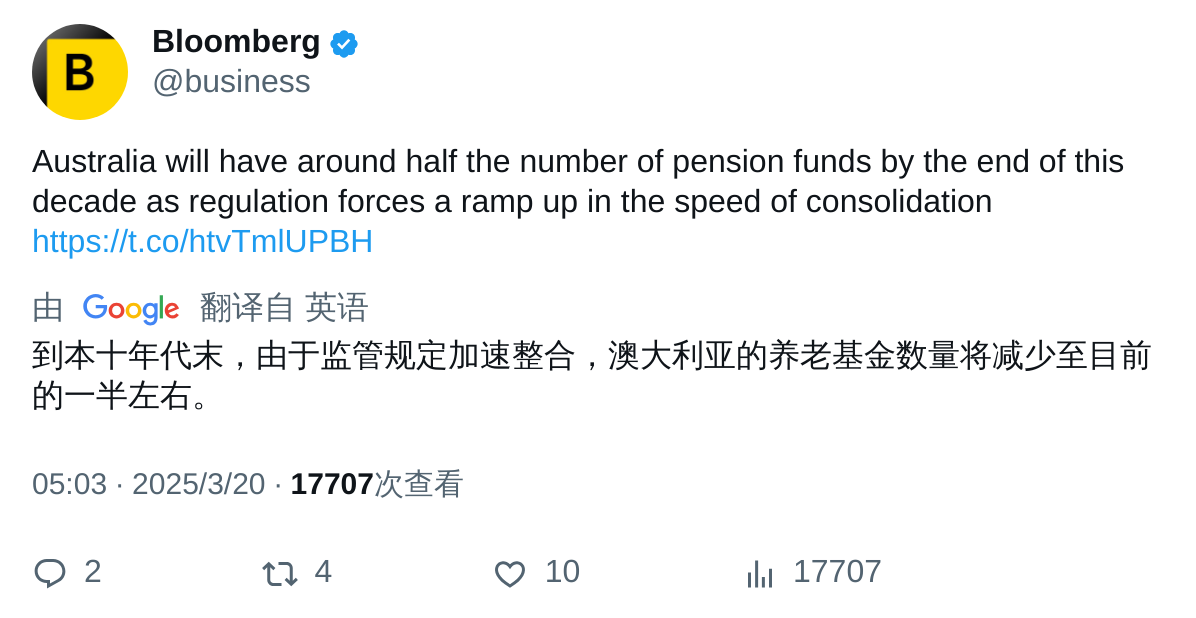 B
Bloomberg
@business
Australia will have around half the number of pension funds by the end of this
decade as regulation forces a ramp up in the speed of consolidation
https://t.co/htvTmlUPBH
由 Google 翻译自 英语
到本十年代末，由于监管规定加速整合，澳大利亚的养老基金数量将减少至目前
的一半左右。
05:03 · 2025/3/20 · 17707次查看
2 4 10 17707